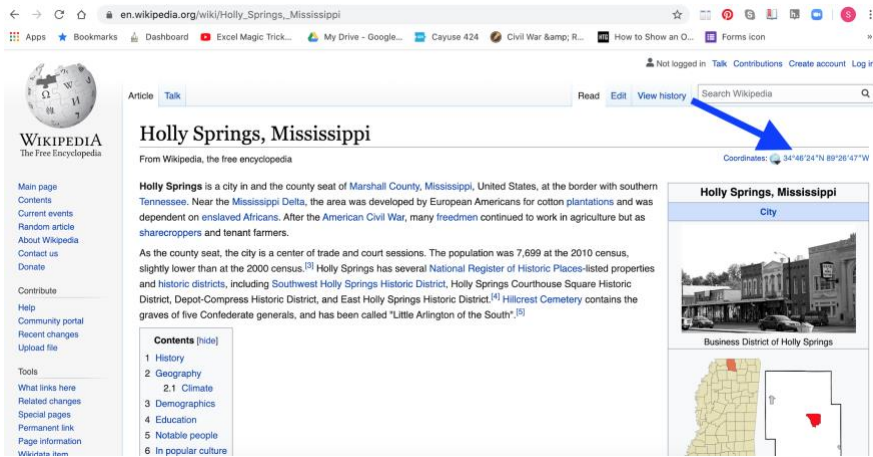 en.wikipedia.org/wiki/Holly_Springs,_Mississippi
S
Apps Bookmarks Dashboard Excel Magic Trick... My Drive - Google... Cayuse 424 Civil War &amp; R... How to Show an O... Forms icon »
Not logged in Talk Contributions Create account Log in
Article Talk Read Edit View history Search Wikipedia
WIKIPEDIA
The Free Encyclopedia
Holly Springs, Mississippi
From Wikipedia, the free encyclopedia
Coordinates: 34°46′24″N 89°26′47″W
Main page
Contents
Current events
Random article
About Wikipedia
Contact us
Donate
Contribute
Help
Community portal
Recent changes
Upload file
Tools
What links here
Related changes
Special pages
Permanent link
Page information
Wikidata item
Holly Springs is a city in and the county seat of Marshall County, Mississippi, United States, at the border with southern
Tennessee. Near the Mississippi Delta, the area was developed by European Americans for cotton plantations and was
dependent on enslaved Africans. After the American Civil War, many freedmen continued to work in agriculture but as
sharecroppers and tenant farmers.
As the county seat, the city is a center of trade and court sessions. The population was 7,699 at the 2010 census,
slightly lower than at the 2000 census.[3] Holly Springs has several National Register of Historic Places-listed properties
and historic districts, including Southwest Holly Springs Historic District, Holly Springs Courthouse Square Historic
District, Depot-Compress Historic District, and East Holly Springs Historic District.[4] Hillcrest Cemetery contains the
graves of five Confederate generals, and has been called "Little Arlington of the South".[5]
Contents [hide]
1 History
2 Geography
2.1 Climate
3 Demographics
4 Education
5 Notable people
6 In popular culture
Holly Springs, Mississippi
City
Business District of Holly Springs